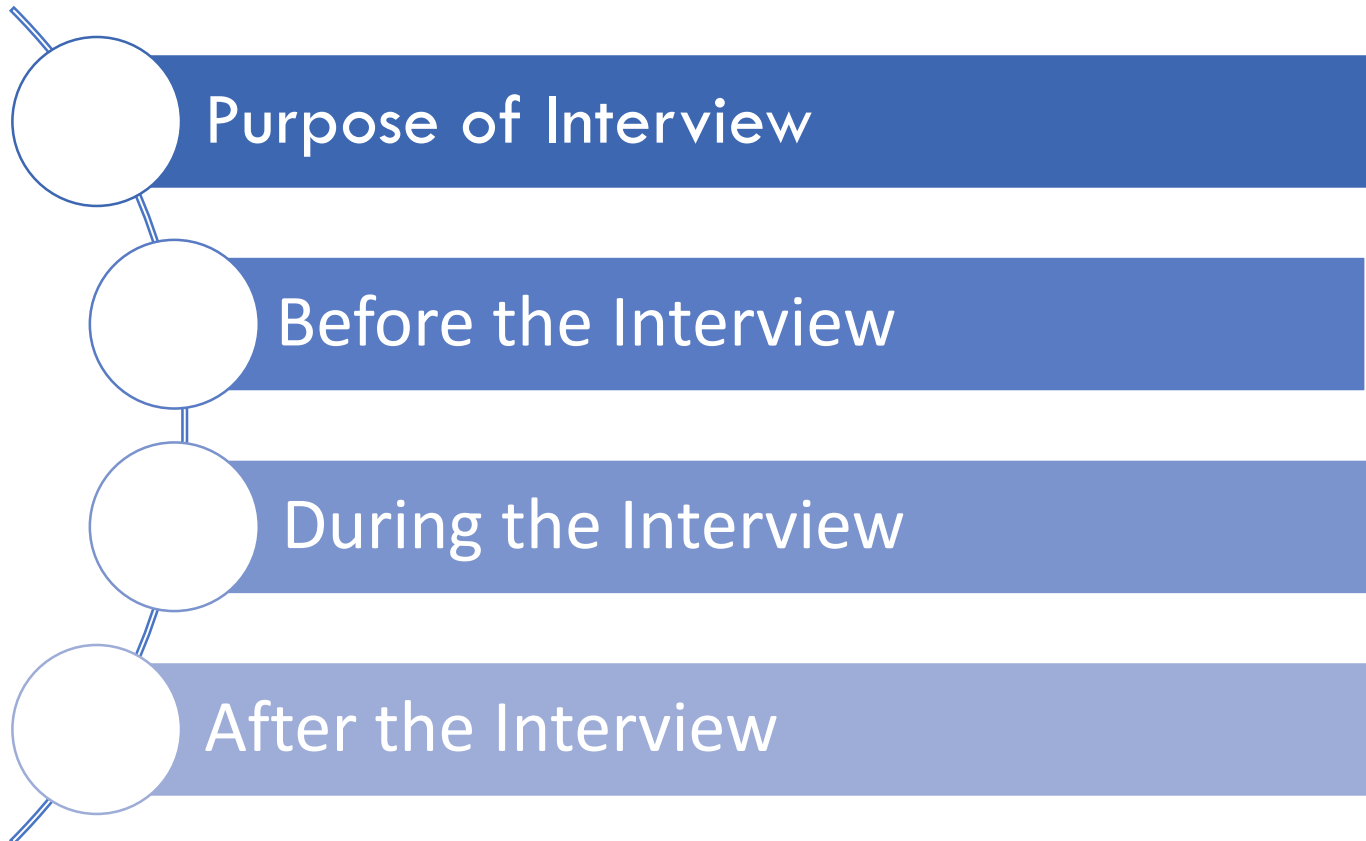 Purpose of Interview
Before the Interview
During the Interview
After the Interview